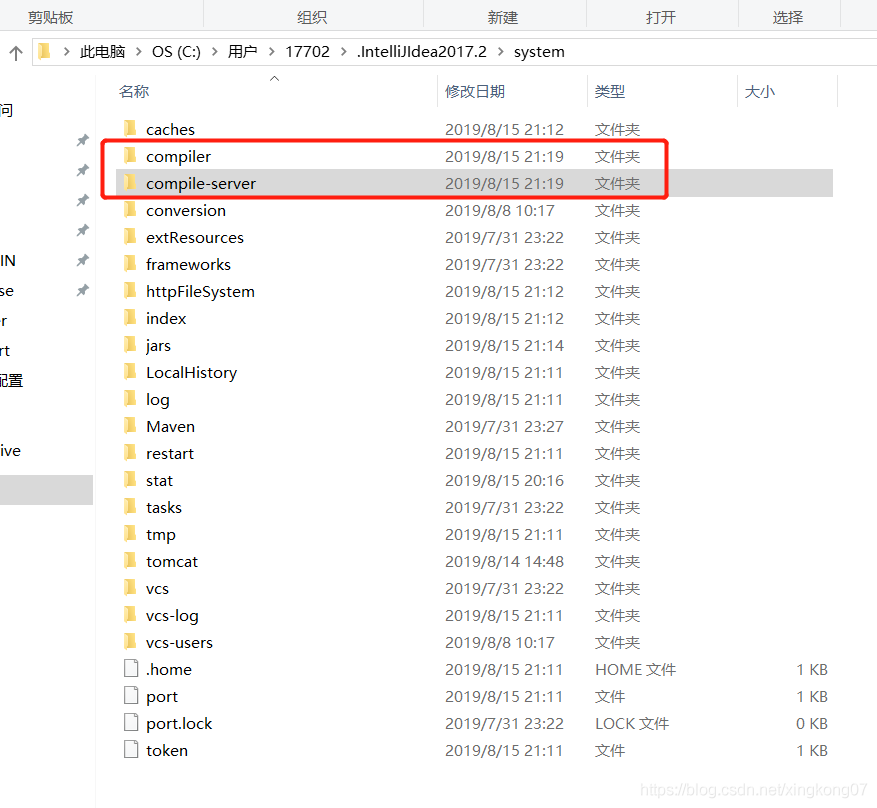 剪贴板 组织 新建 打开 选择
此电脑 OS (C:) 用户 17702 .IntelliJIdea2017.2 system
名称 修改日期 类型 大小
问
caches 2019/8/15 21:12 文件夹
compiler 2019/8/15 21:19 文件夹
compile-server 2019/8/15 21:19 文件夹
conversion 2019/8/8 10:17 文件夹
extResources 2019/7/31 23:22 文件夹
IN
frameworks 2019/7/31 23:22 文件夹
se
httpFileSystem 2019/8/15 21:12 文件夹
r
index 2019/8/15 21:12 文件夹
rt
jars 2019/8/15 21:14 文件夹
配置
LocalHistory 2019/8/15 21:11 文件夹
log 2019/8/15 21:11 文件夹
Maven 2019/7/31 23:27 文件夹
ive
restart 2019/8/15 21:11 文件夹
stat 2019/8/15 20:16 文件夹
tasks 2019/7/31 23:22 文件夹
tmp 2019/8/15 21:11 文件夹
tomcat 2019/8/14 14:48 文件夹
vcs 2019/7/31 23:22 文件夹
vcs-log 2019/8/15 21:11 文件夹
vcs-users 2019/8/8 10:17 文件夹
.home 2019/8/15 21:11 HOME 文件 1 KB
port 2019/8/15 21:11 文件 1 KB
port.lock 2019/7/31 23:22 LOCK 文件 0 KB
token 2019/8/15 21:11 文件 1 KB
https://blog.csdn.net/xingkong07